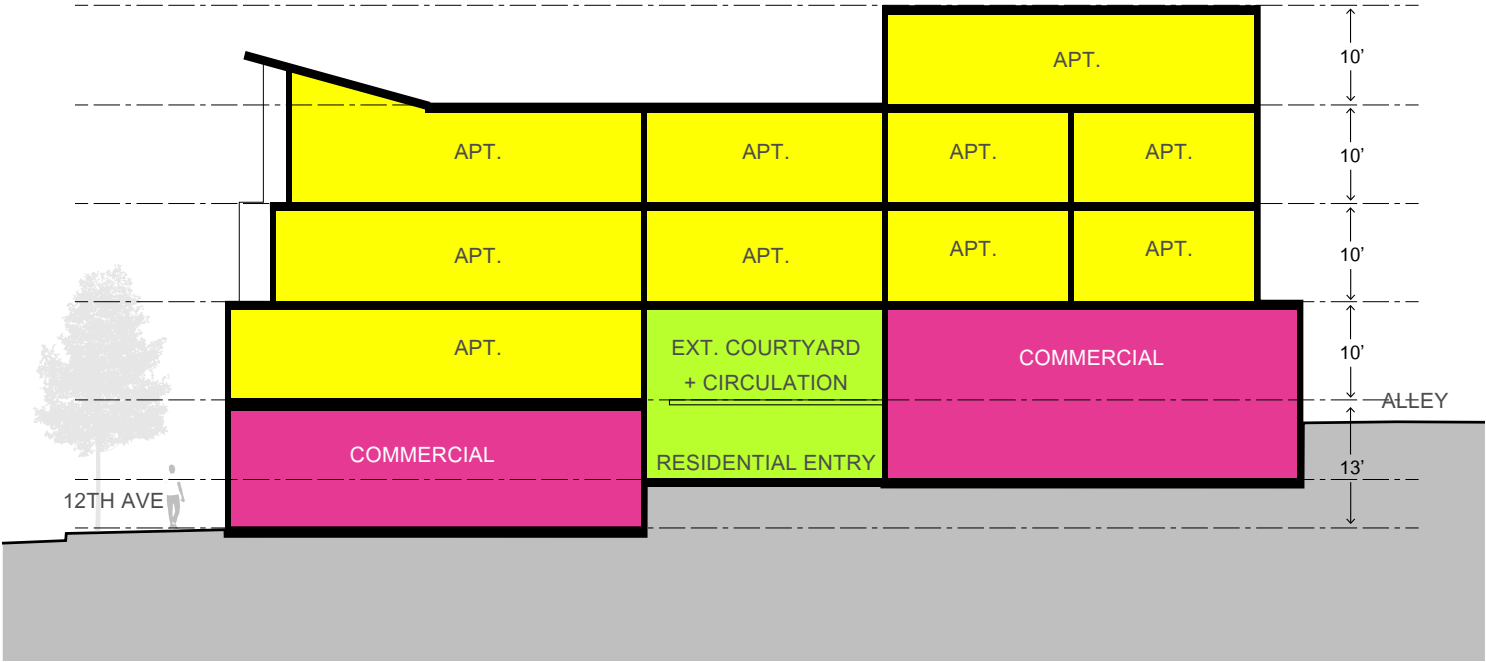 APT.
10’
APT.
APT.
APT.
APT.
10’
APT.
APT.
APT.
APT.
10’
APT.
EXT. COURTYARD
+ CIRCULATION
COMMERCIAL
10’
ALLEY
COMMERCIAL
RESIDENTIAL ENTRY
13’
12TH AVE